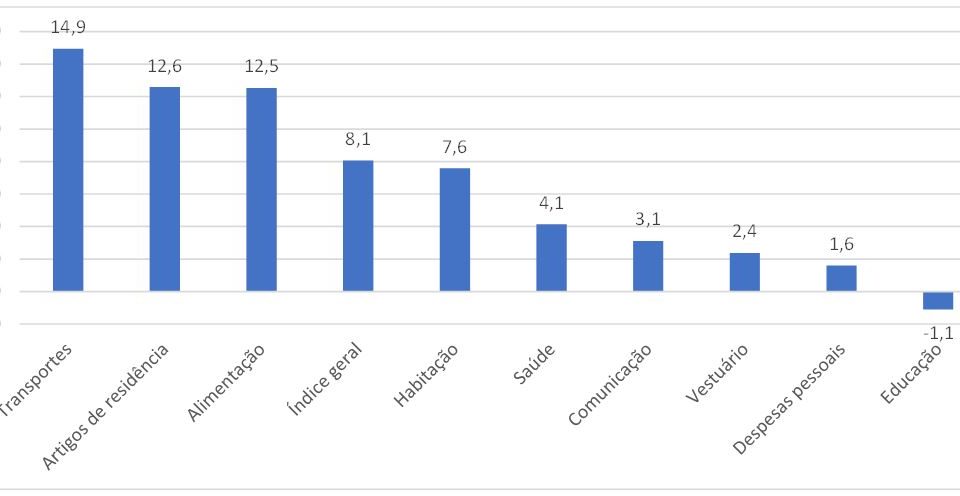 14,9
12,6
12,5
8,1
7,6
4,1
3,1
2,4
1,6
-1,1
Transportes
Artigos de residência
Alimentação
Índice geral
Habitação
Saúde
Comunicação
Vestuário
Despesas pessoais
Educação